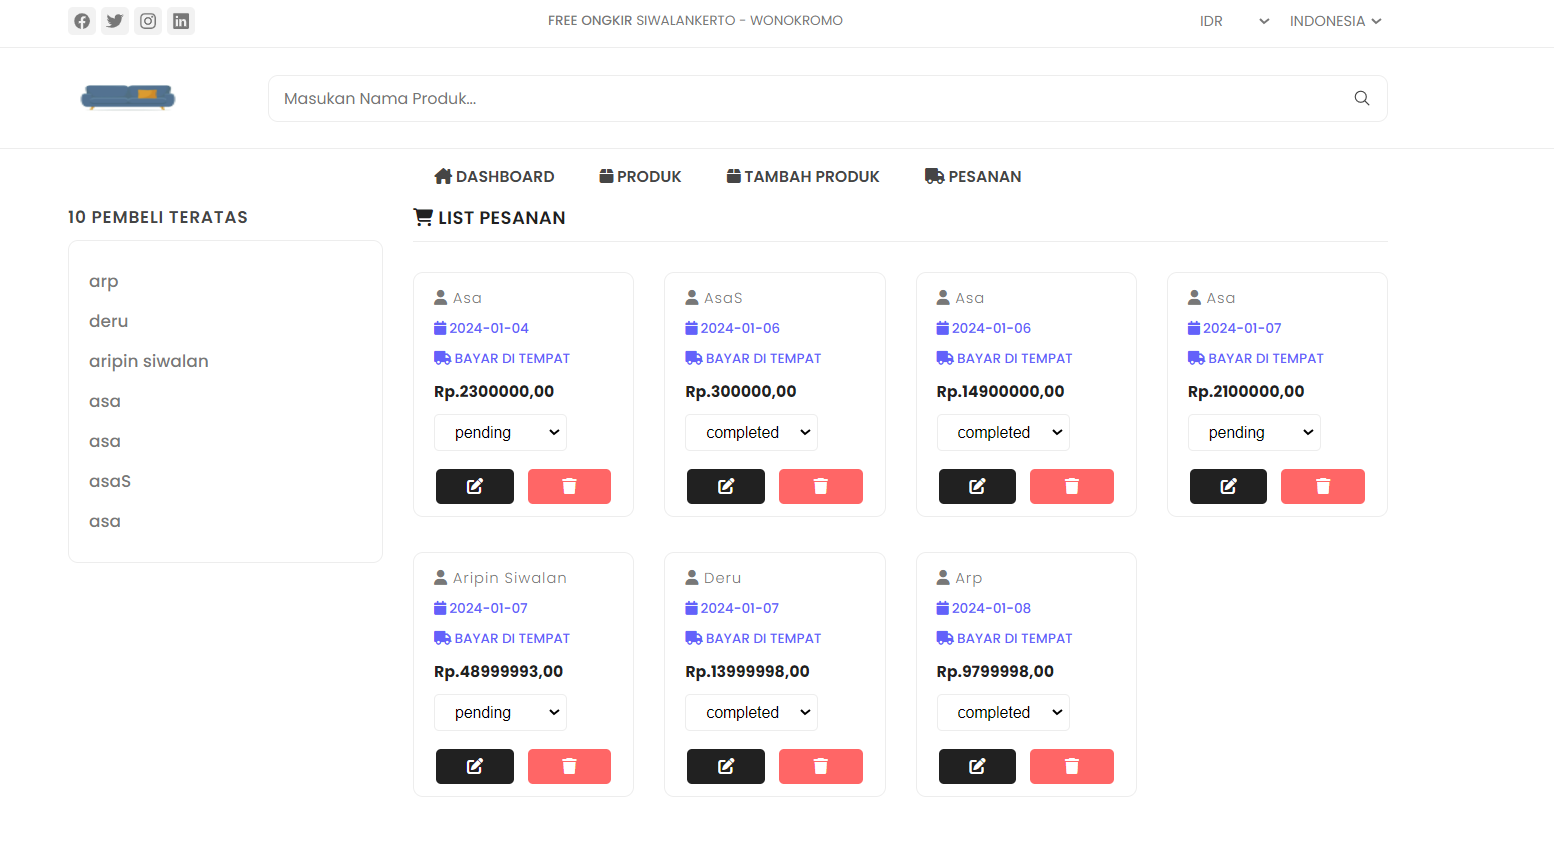 FREE ONGKIR SIWALANKERTO - WONOKROMO
IDR
INDONESIA
Masukan Nama Produk...
DASHBOARD
PRODUK
TAMBAH PRODUK
PESANAN
10 PEMBELI TERATAS
arp
deru
aripin siwalan
asa
asa
asaS
asa
LIST PESANAN
Asa
2024-01-04
BAYAR DI TEMPAT
Rp.2300000,00
pending
AsaS
2024-01-06
BAYAR DI TEMPAT
Rp.300000,00
completed
Asa
2024-01-06
BAYAR DI TEMPAT
Rp.14900000,00
completed
Asa
2024-01-07
BAYAR DI TEMPAT
Rp.2100000,00
pending
Aripin Siwalan
2024-01-07
BAYAR DI TEMPAT
Rp.48999993,00
pending
Deru
2024-01-07
BAYAR DI TEMPAT
Rp.13999998,00
completed
Arp
2024-01-08
BAYAR DI TEMPAT
Rp.9799998,00
completed